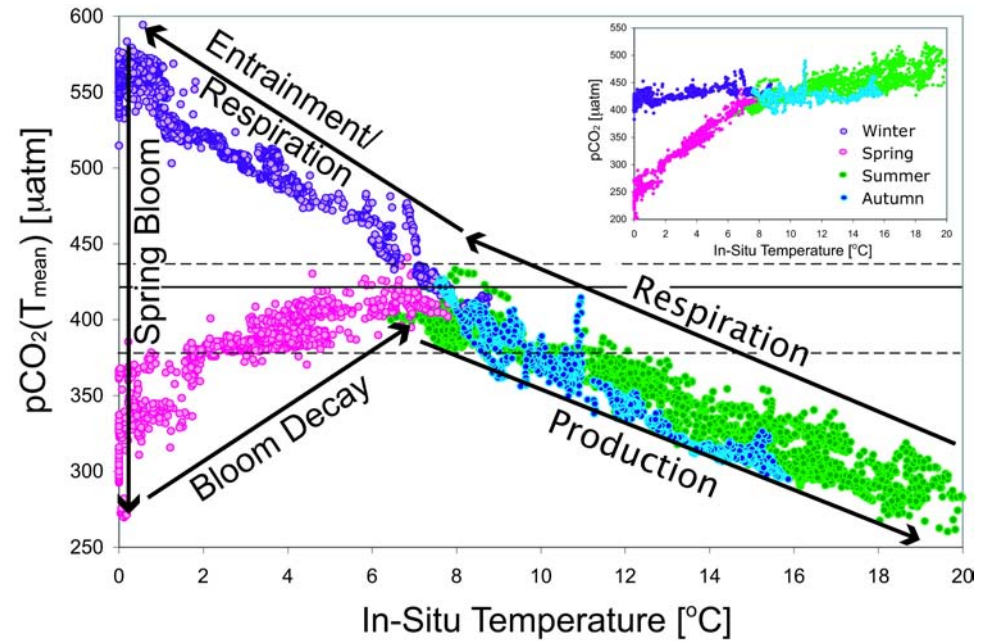 600
550
500
450
400
350
300
250
pCO2(Tmean) [µatm]
0 2 4 6 8 10 12 14 16 18 20
In-Situ Temperature [°C]
Spring Bloom
Entrainment/
Respiration
Bloom Decay
Respiration
Production
550
500
450
400
350
300
250
200
pCO2 [µatm]
Winter
Spring
Summer
Autumn
0 2 4 6 8 10 12 14 16 18 20
In-Situ Temperature [°C]